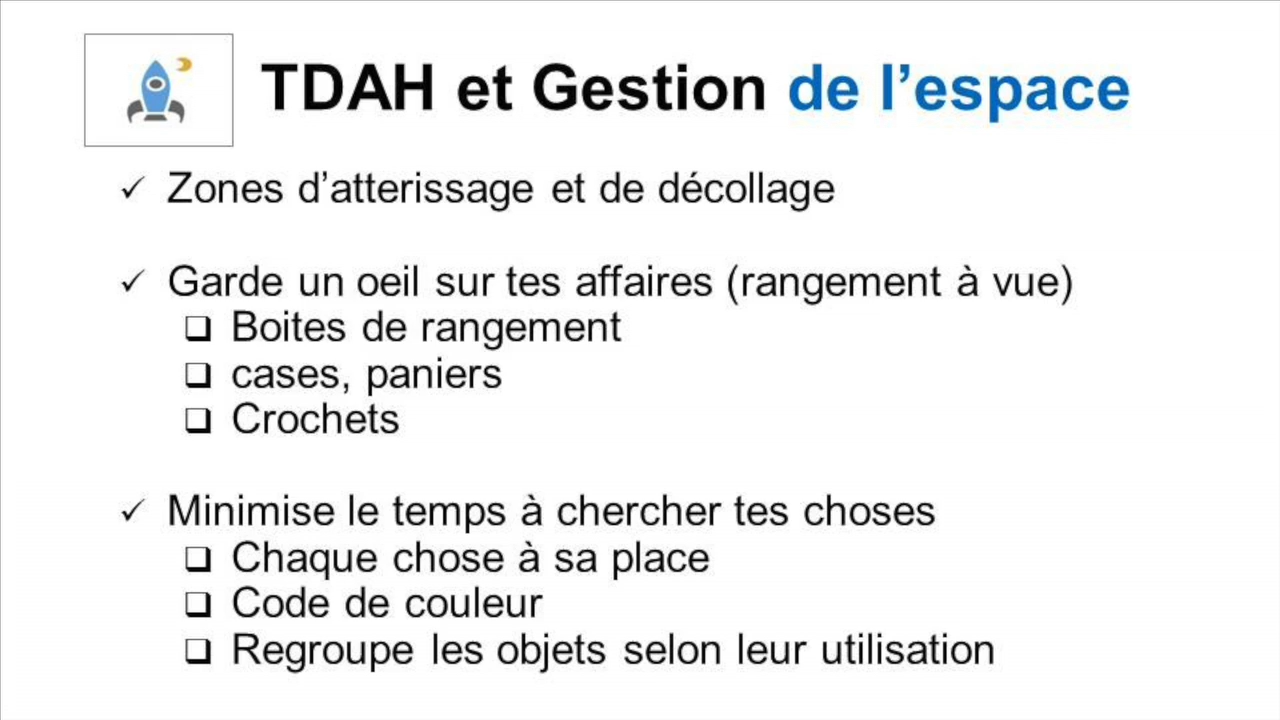 TDAH et Gestion de l’espace
✓ Zones d’atterissage et de décollage
✓ Garde un oeil sur tes affaires (rangement à vue)
❑ Boites de rangement
❑ cases, paniers
❑ Crochets
✓ Minimise le temps à chercher tes choses
❑ Chaque chose à sa place
❑ Code de couleur
❑ Regroupe les objets selon leur utilisation